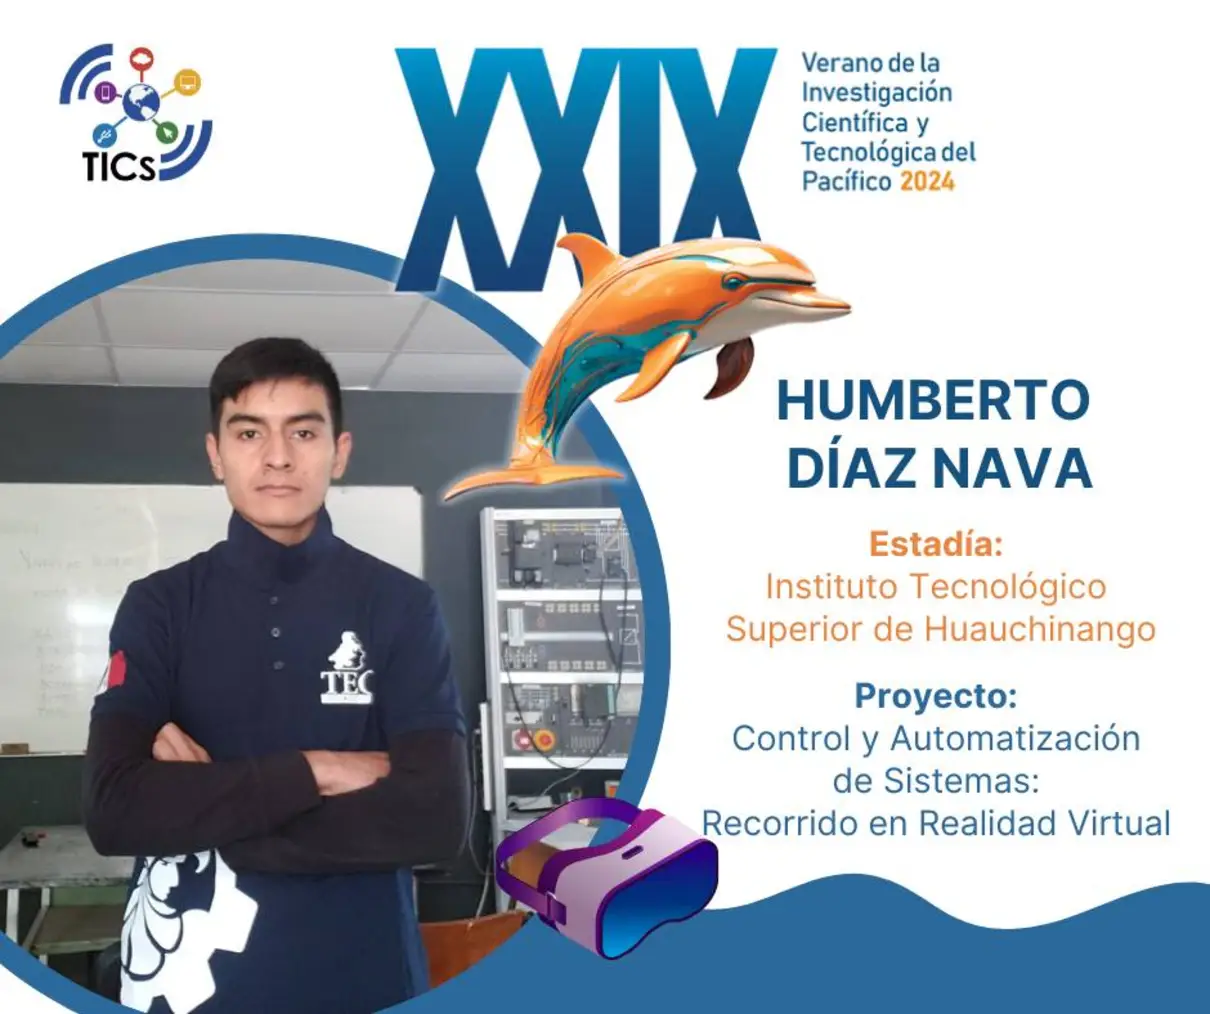 TICs
XXIX
Verano de la
Investigación
Científica y
Tecnológica del
Pacífico 2024
HUMBERTO
DÍAZ NAVA
Estadía:
Instituto Tecnológico
Superior de Huauchinango
Proyecto:
Control y Automatización
de Sistemas:
Recorrido en Realidad Virtual
TEC